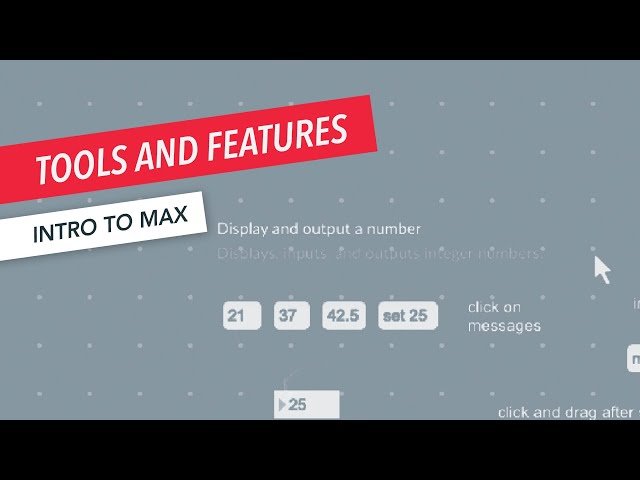 TOOLS AND FEATURES
INTRO TO MAX
Display and output a number
Displays, inputs, and outputs integer numbers.
21 37 42.5 set 25
click on
messages
25
click and drag after